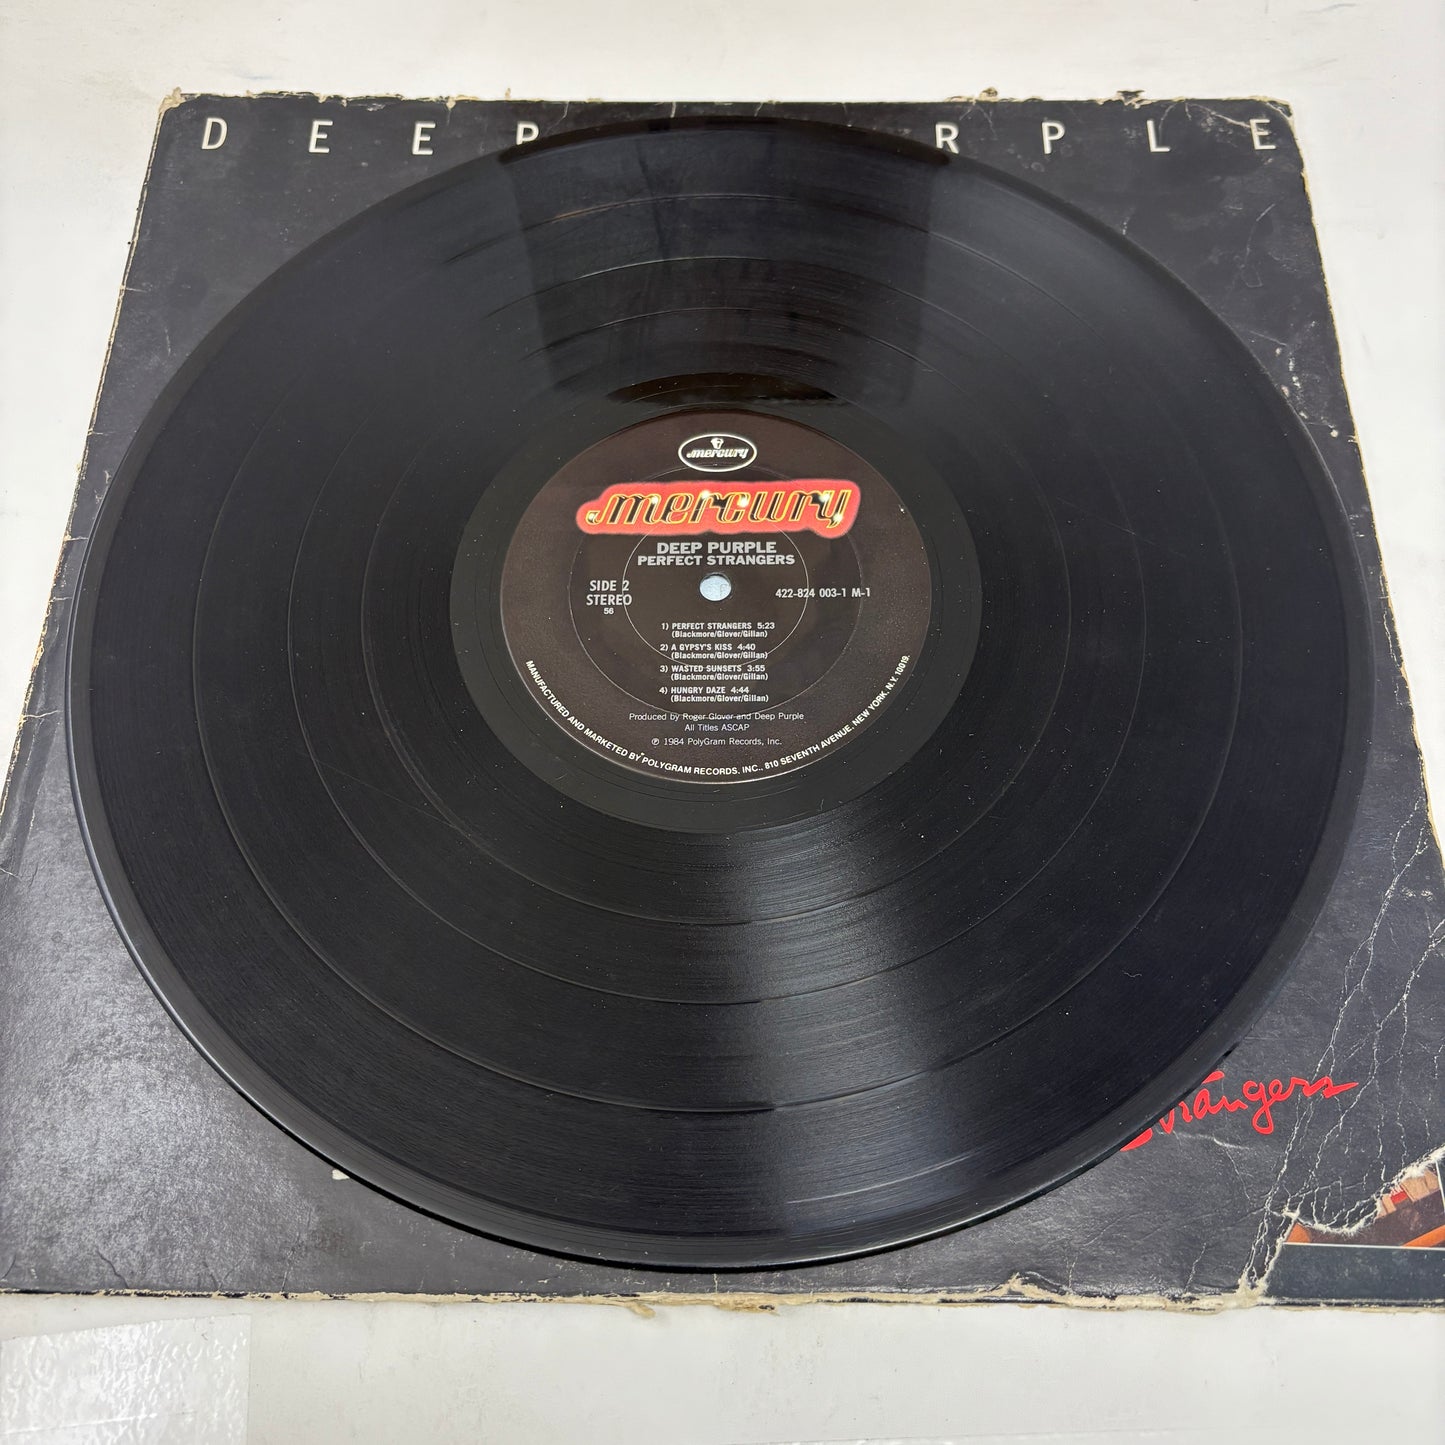 DEEP RPLE
mercury
mercury
DEEP PURPLE
PERFECT STRANGERS
SIDE 2
STEREO
56
422-824 003-1 M-1
1) PERFECT STRANGERS 5:23
(Blackmore/Glover/Gillan)
2) A GYPSY'S KISS 4:40
(Blackmore/Glover/Gillan)
3) WASTED SUNSETS 3:55
(Blackmore/Glover/Gillan)
4) HUNGRY DAZE 4:44
(Blackmore/Glover/Gillan)
Produced by Roger Glover and Deep Purple
All Titles ASCAP
℗ 1984 PolyGram Records, Inc.
MANUFACTURED AND MARKETED BY POLYGRAM RECORDS, INC., 810 SEVENTH AVENUE, NEW YORK, N.Y. 10019.
Strangers